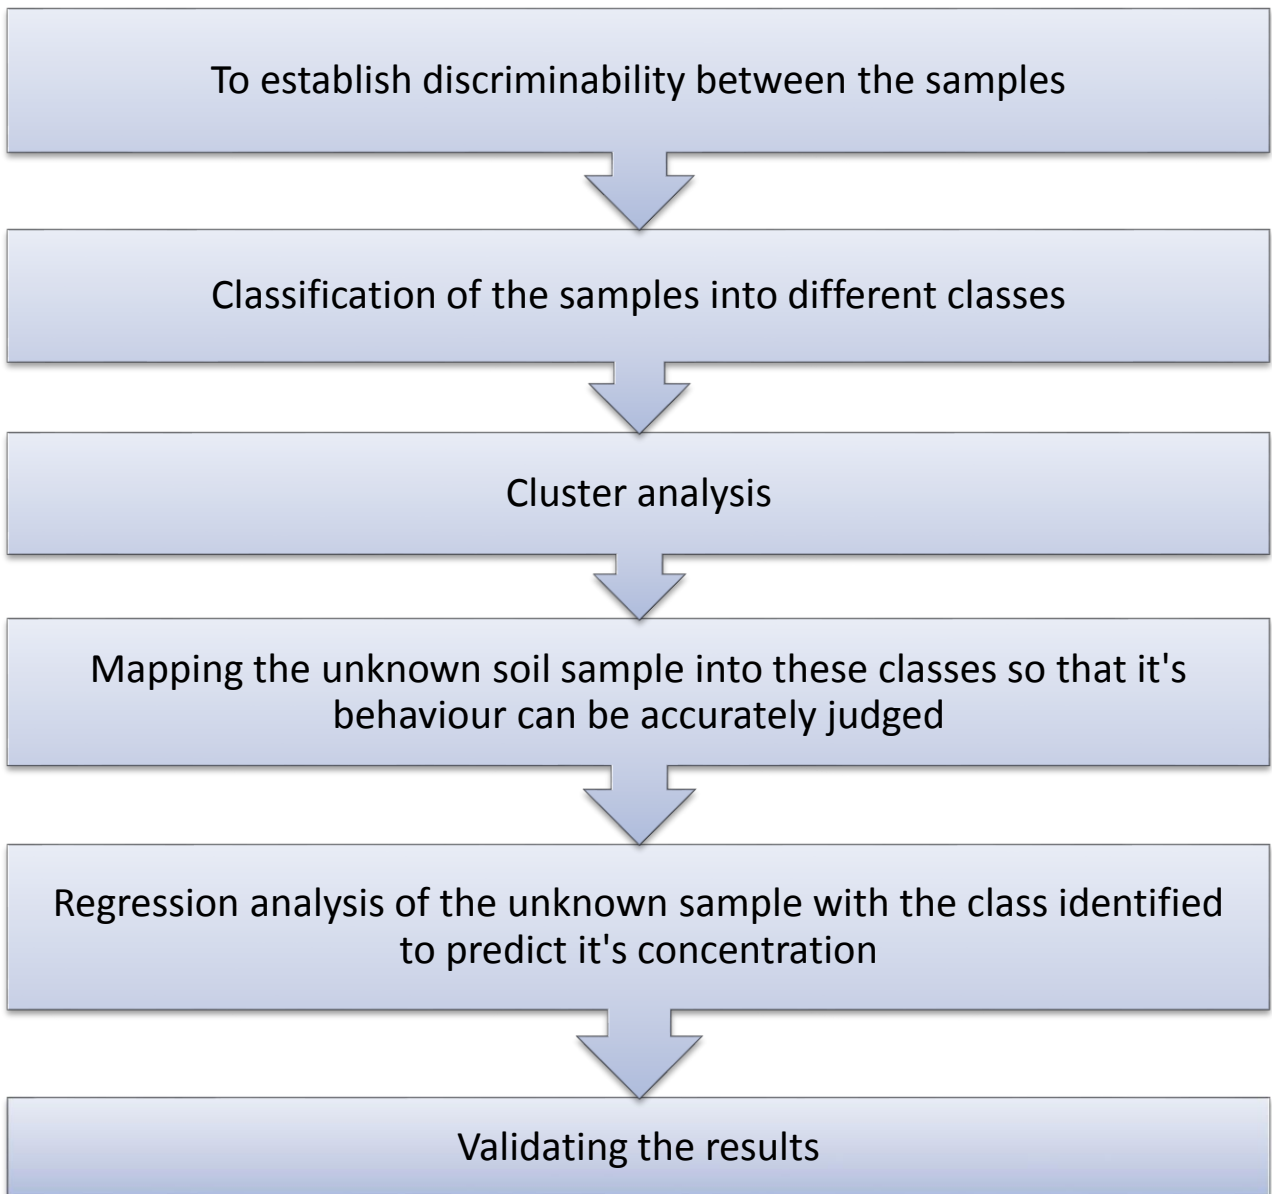 To establish discriminability between the samples
Classification of the samples into different classes
Cluster analysis
Mapping the unknown soil sample into these classes so that it's
behaviour can be accurately judged
Regression analysis of the unknown sample with the class identified
to predict it's concentration
Validating the results